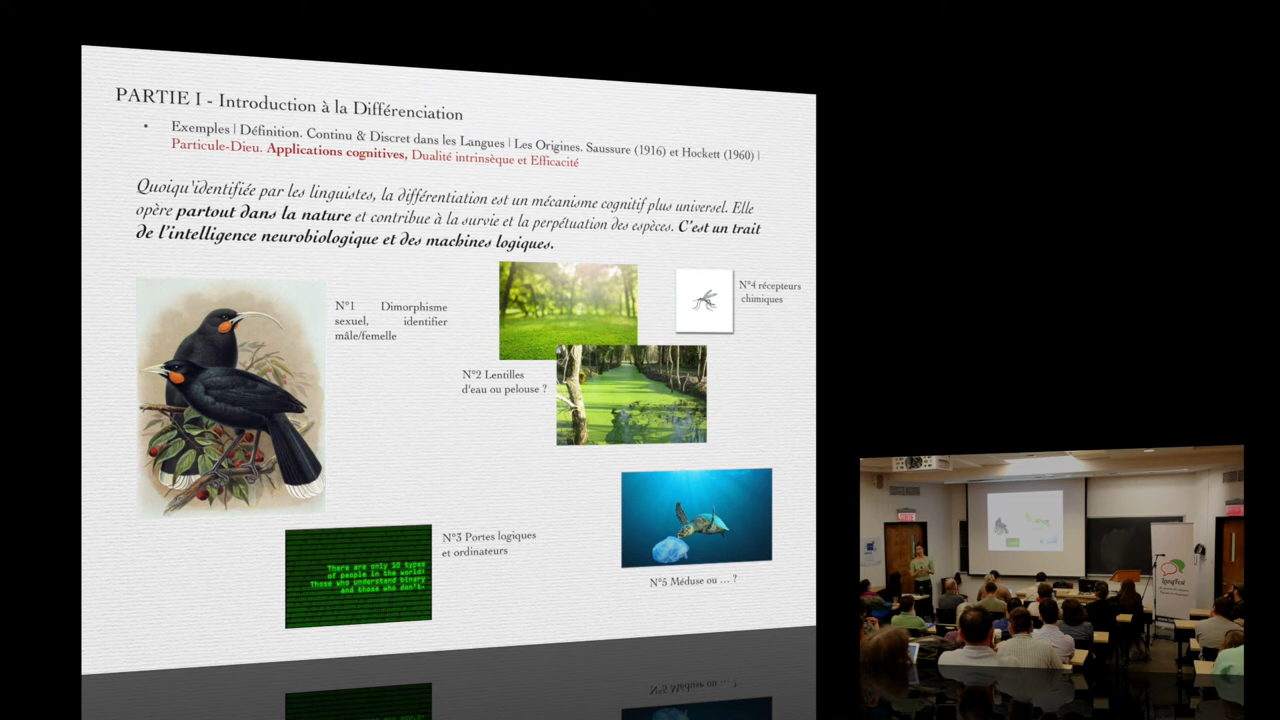 PARTIE I - Introduction à la Différenciation
• Exemples | Définition. Continu & Discret dans les Langues | Les Origines. Saussure (1916) et Hockett (1960) |
Particule-Dieu. Applications cognitives, Dualité intrinsèque et Efficacité
Quoiqu'identifiée par les linguistes, la différentiation est un mécanisme cognitif plus universel. Elle
opère partout dans la nature et contribue à la survie et la perpétuation des espèces. C'est un trait
de l'intelligence neurobiologique et des machines logiques.
N°1 Dimorphisme
sexuel, identifier
mâle/femelle
N°4 récepteurs
chimiques
N°2 Lentilles
d'eau ou pelouse ?
N°3 Portes logiques
et ordinateurs
There are only 10 types
of people in the world:
Those who understand binary
and those who don't.
N°5 Méduse ou ... ?
LangFest